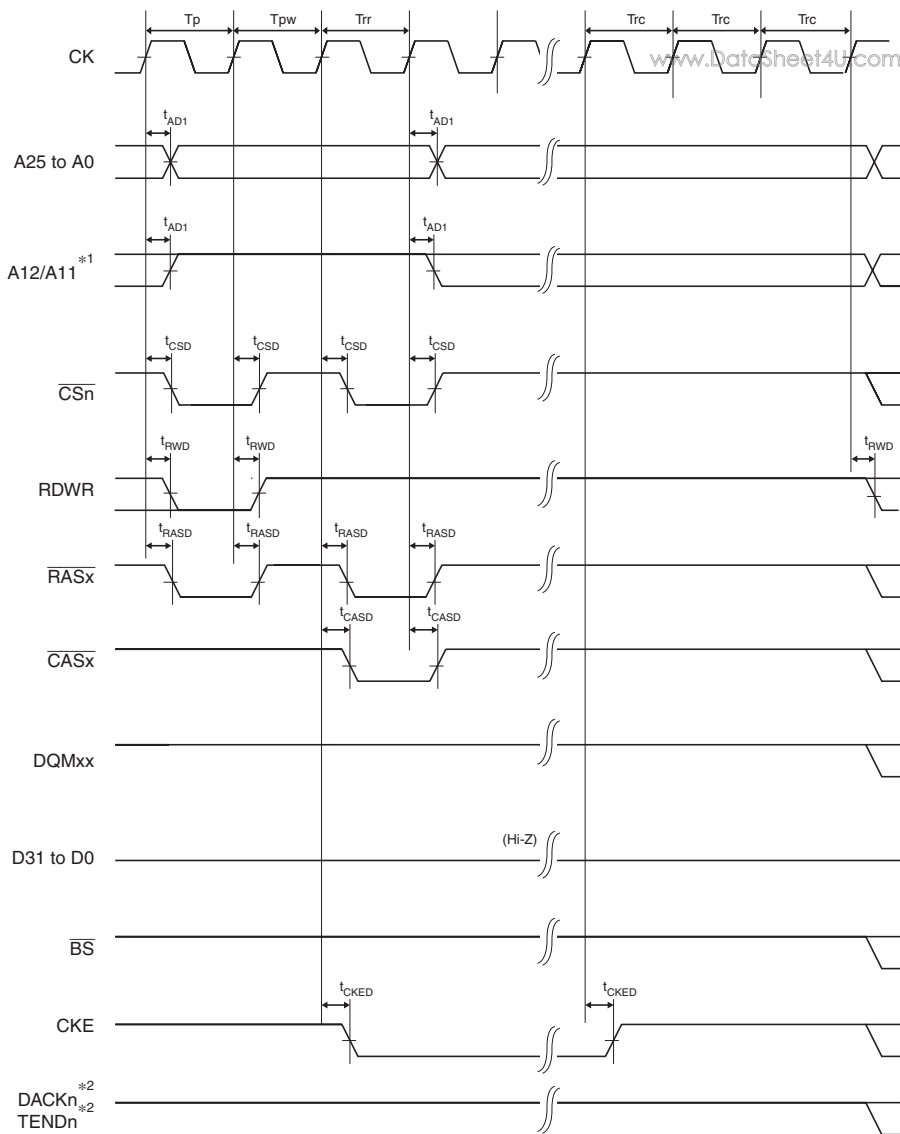 Tp Tpw Trr Trc Trc Trc
CK
www.DataSheet4U.com
tAD1 tAD1
A25 to A0
tAD1 tAD1
A12/A11*1
tCSD tCSD tCSD tCSD
CSn
tRWD tRWD tRWD
RDWR
tRASD tRASD tRASD tRASD
RASx
tCASD tCASD
CASx
DQMxx
(Hi-Z)
D31 to D0
BS
tCKED tCKED
CKE
DACKn*2
TENDn*2